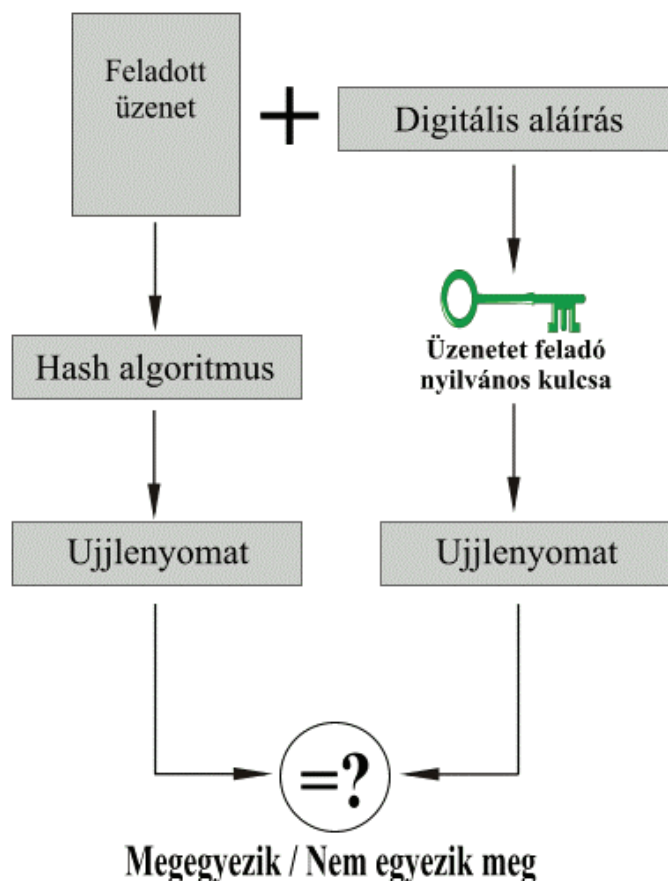 Feladott
üzenet
+
Digitális aláírás
Üzenetet feladó
nyilvános kulcsa
Hash algoritmus
Ujjlenyomat
Ujjlenyomat
=?
Megegyezik / Nem egyezik meg